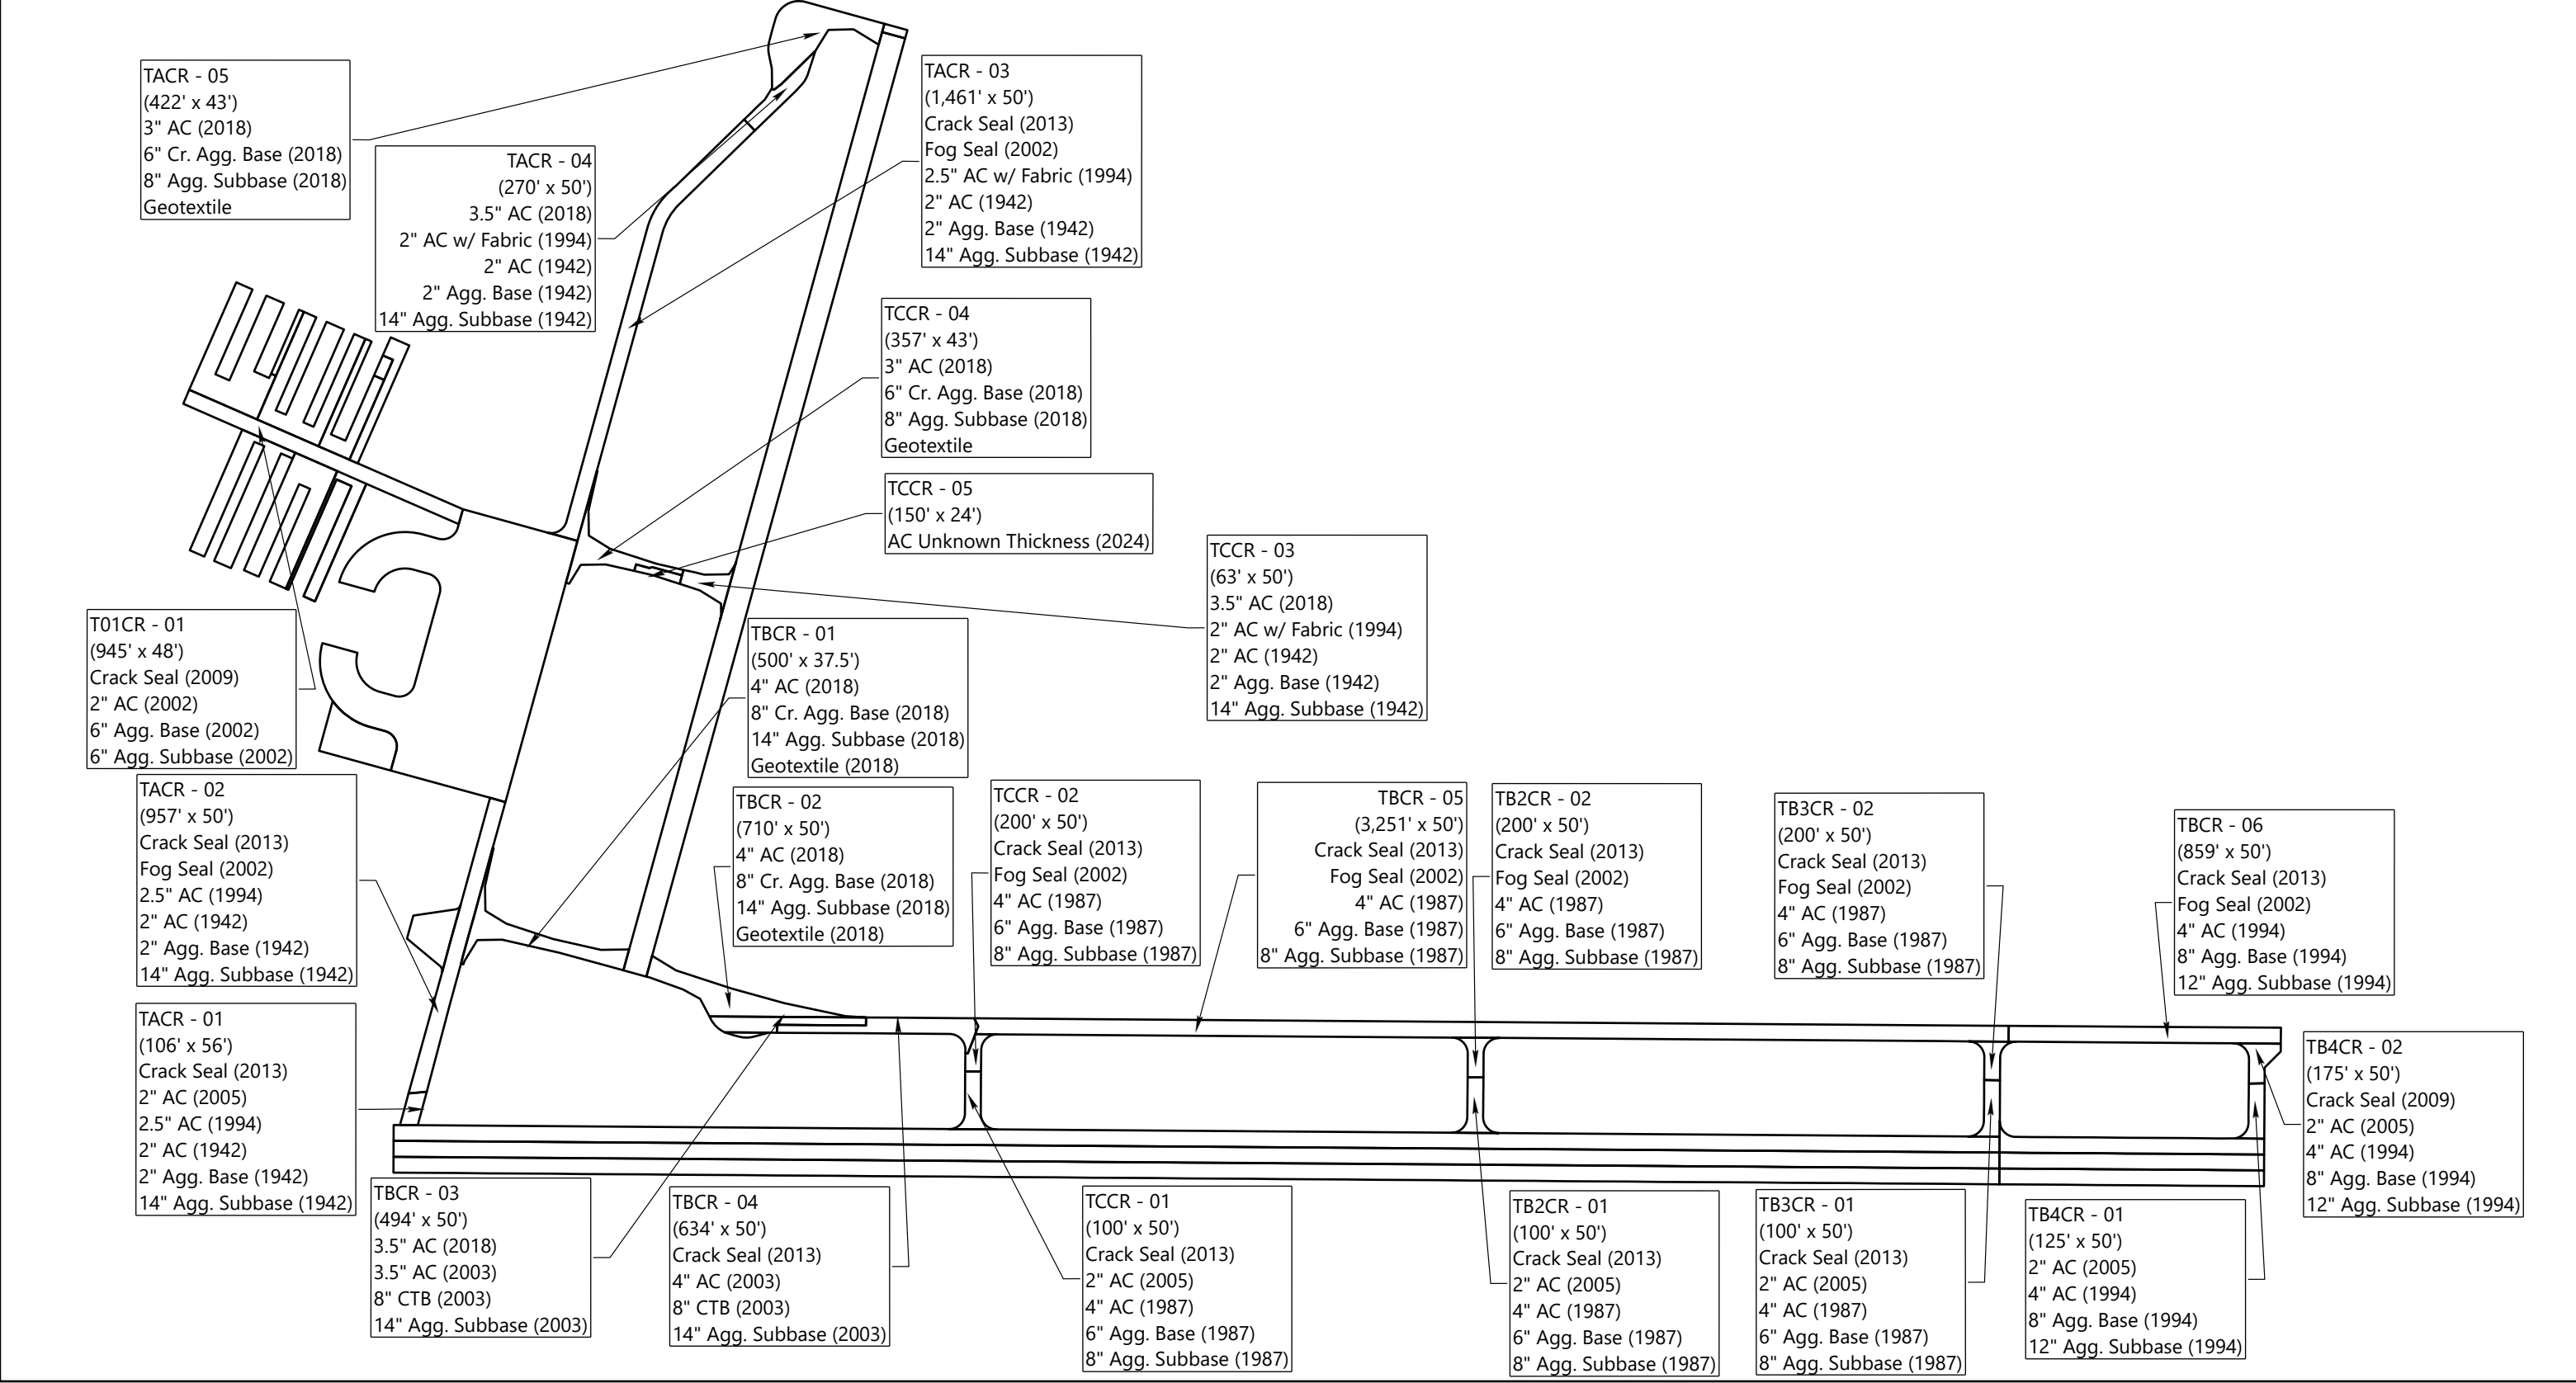 TACR - 05
(422' x 43')
3" AC (2018)
6" Cr. Agg. Base (2018)
8" Agg. Subbase (2018)
Geotextile
TACR - 04
(270' x 50')
3.5" AC (2018)
2" AC w/ Fabric (1994)
2" AC (1942)
2" Agg. Base (1942)
14" Agg. Subbase (1942)
TACR - 03
(1,461' x 50')
Crack Seal (2013)
Fog Seal (2002)
2.5" AC w/ Fabric (1994)
2" AC (1942)
2" Agg. Base (1942)
14" Agg. Subbase (1942)
TCCR - 04
(357' x 43')
3" AC (2018)
6" Cr. Agg. Base (2018)
8" Agg. Subbase (2018)
Geotextile
TCCR - 05
(150' x 24')
AC Unknown Thickness (2024)
TCCR - 03
(63' x 50')
3.5" AC (2018)
2" AC w/ Fabric (1994)
2" AC (1942)
2" Agg. Base (1942)
14" Agg. Subbase (1942)
T01CR - 01
(945' x 48')
Crack Seal (2009)
2" AC (2002)
6" Agg. Base (2002)
6" Agg. Subbase (2002)
TBCR - 01
(500' x 37.5')
4" AC (2018)
8" Cr. Agg. Base (2018)
14" Agg. Subbase (2018)
Geotextile (2018)
TACR - 02
(957' x 50')
Crack Seal (2013)
Fog Seal (2002)
2.5" AC (1994)
2" AC (1942)
2" Agg. Base (1942)
14" Agg. Subbase (1942)
TBCR - 02
(710' x 50')
4" AC (2018)
8" Cr. Agg. Base (2018)
14" Agg. Subbase (2018)
Geotextile (2018)
TCCR - 02
(200' x 50')
Crack Seal (2013)
Fog Seal (2002)
4" AC (1987)
6" Agg. Base (1987)
8" Agg. Subbase (1987)
TBCR - 05
(3,251' x 50')
Crack Seal (2013)
Fog Seal (2002)
4" AC (1987)
6" Agg. Base (1987)
8" Agg. Subbase (1987)
TB2CR - 02
(200' x 50')
Crack Seal (2013)
Fog Seal (2002)
4" AC (1987)
6" Agg. Base (1987)
8" Agg. Subbase (1987)
TB3CR - 02
(200' x 50')
Crack Seal (2013)
Fog Seal (2002)
4" AC (1987)
6" Agg. Base (1987)
8" Agg. Subbase (1987)
TBCR - 06
(859' x 50')
Crack Seal (2013)
Fog Seal (2002)
4" AC (1994)
8" Agg. Base (1994)
12" Agg. Subbase (1994)
TACR - 01
(106' x 56')
Crack Seal (2013)
2" AC (2005)
2.5" AC (1994)
2" AC (1942)
2" Agg. Base (1942)
14" Agg. Subbase (1942)
TB4CR - 02
(175' x 50')
Crack Seal (2009)
2" AC (2005)
4" AC (1994)
8" Agg. Base (1994)
12" Agg. Subbase (1994)
TBCR - 03
(494' x 50')
3.5" AC (2018)
3.5" AC (2003)
8" CTB (2003)
14" Agg. Subbase (2003)
TBCR - 04
(634' x 50')
Crack Seal (2013)
4" AC (2003)
8" CTB (2003)
14" Agg. Subbase (2003)
TCCR - 01
(100' x 50')
Crack Seal (2013)
2" AC (2005)
4" AC (1987)
6" Agg. Base (1987)
8" Agg. Subbase (1987)
TB2CR - 01
(100' x 50')
Crack Seal (2013)
2" AC (2005)
4" AC (1987)
6" Agg. Base (1987)
8" Agg. Subbase (1987)
TB3CR - 01
(100' x 50')
Crack Seal (2013)
2" AC (2005)
4" AC (1987)
6" Agg. Base (1987)
8" Agg. Subbase (1987)
TB4CR - 01
(125' x 50')
2" AC (2005)
4" AC (1994)
8" Agg. Base (1994)
12" Agg. Subbase (1994)